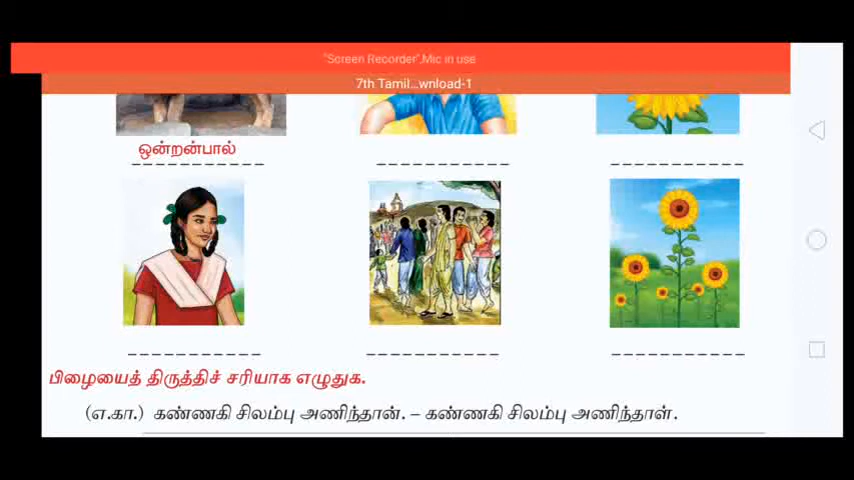 "Screen Recorder",Mic in use
7th Tamil...wnload-1
ஒன்றன்பால்
பிழையைத் திருத்திச் சரியாக எழுதுக.
(எ.கா.) கண்ணகி சிலம்பு அணிந்தான். – கண்ணகி சிலம்பு அணிந்தாள்.